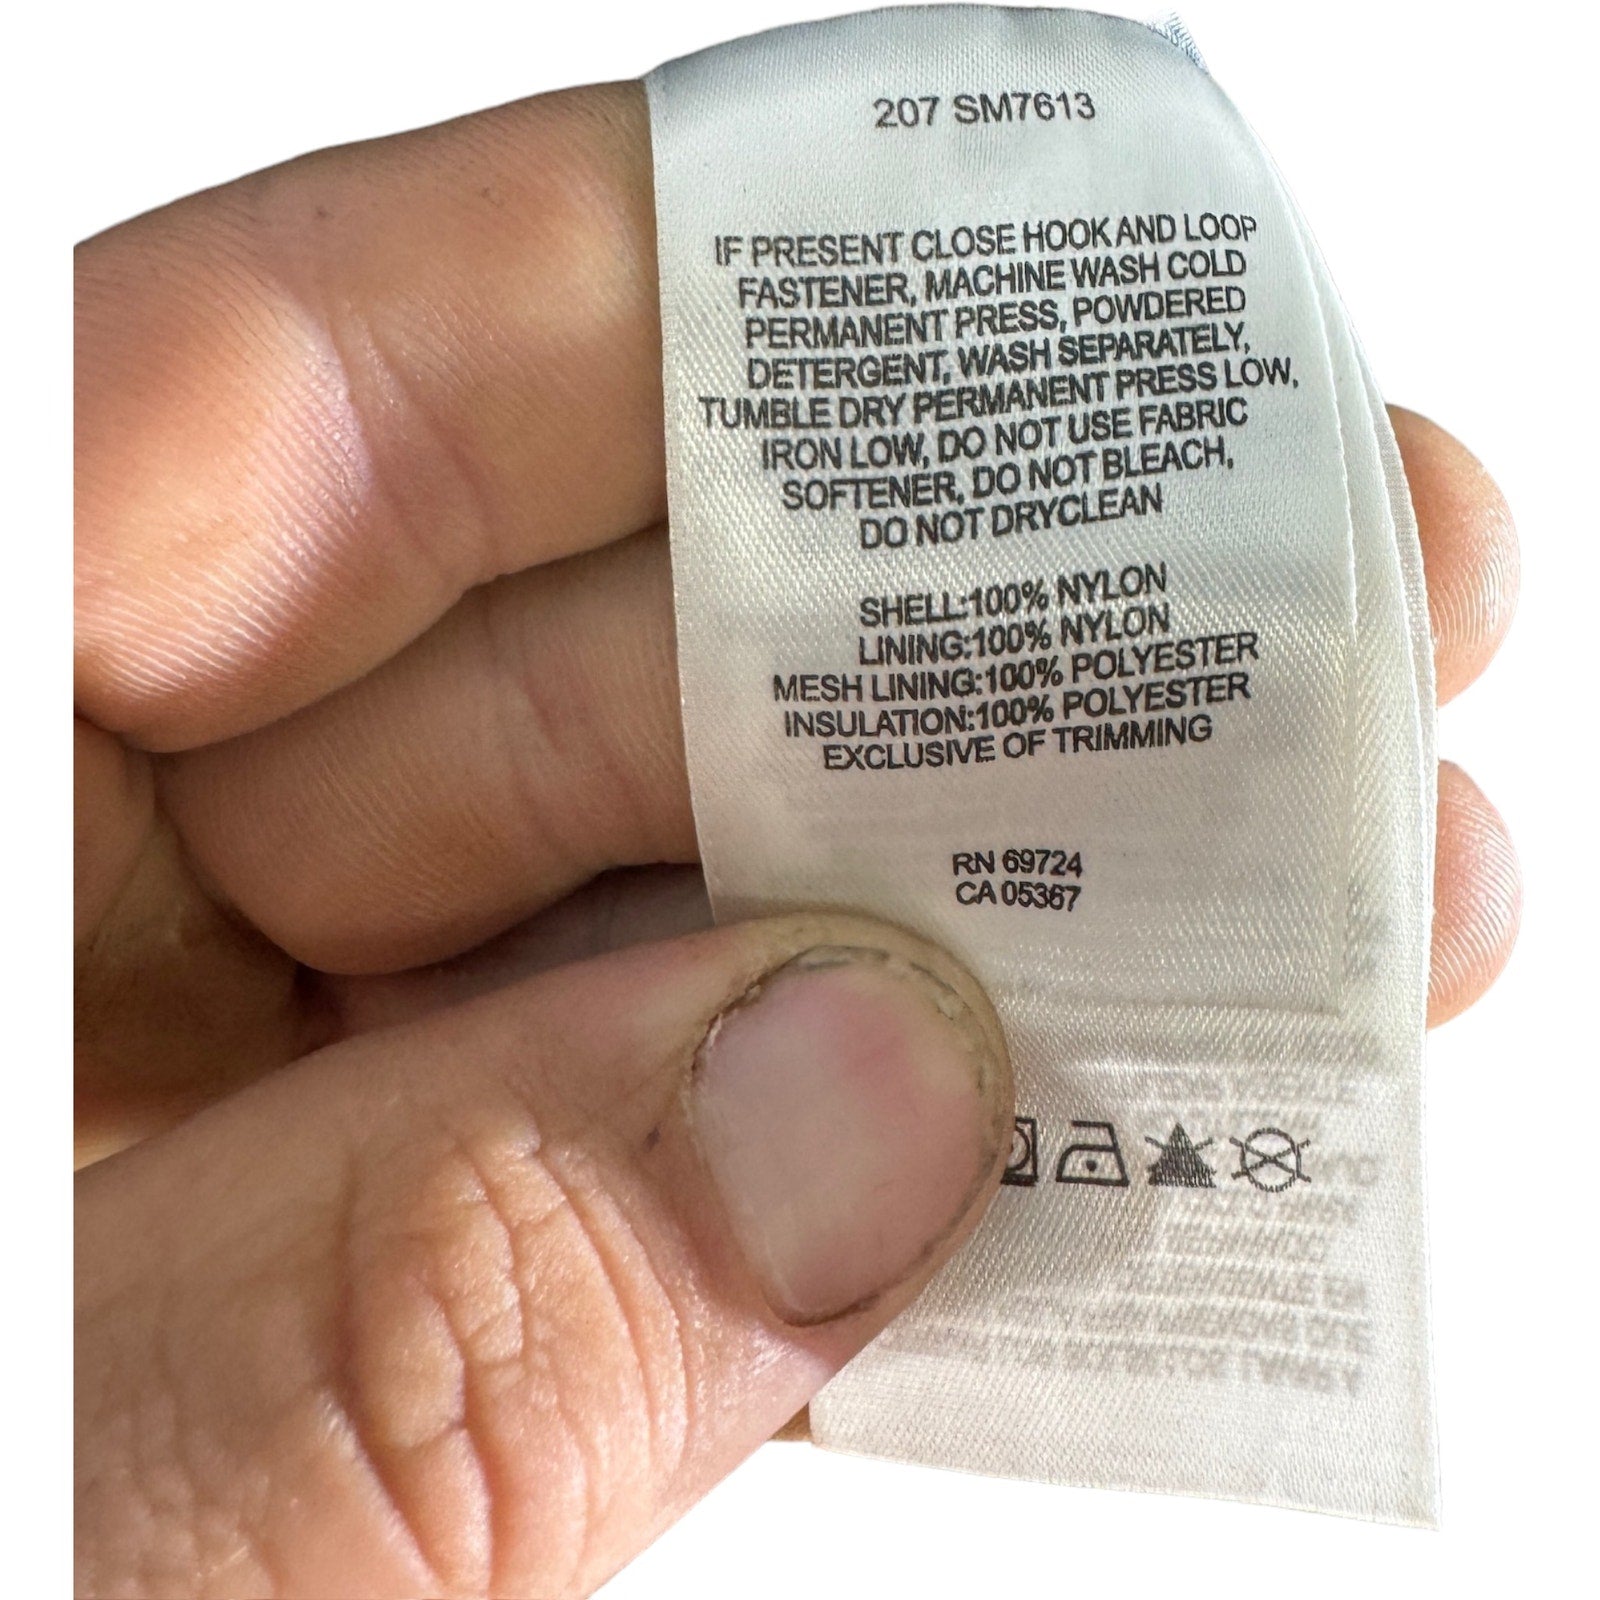 207 SM7613
IF PRESENT CLOSE HOOK AND LOOP
FASTENER, MACHINE WASH COLD
PERMANENT PRESS, POWDERED
DETERGENT, WASH SEPARATELY,
TUMBLE DRY PERMANENT PRESS LOW,
IRON LOW, DO NOT USE FABRIC
SOFTENER, DO NOT BLEACH,
DO NOT DRYCLEAN
SHELL:100% NYLON
LINING:100% NYLON
MESH LINING:100% POLYESTER
INSULATION:100% POLYESTER
EXCLUSIVE OF TRIMMING
RN 69724
CA 05367